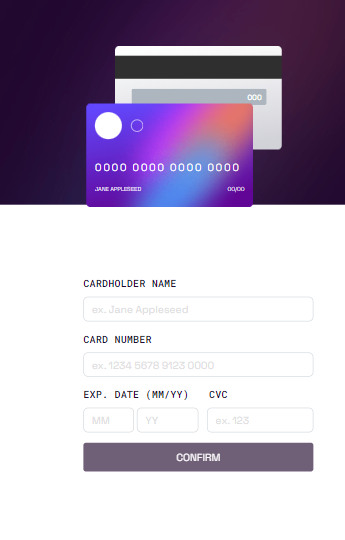 000
0000 0000 0000 0000
JANE APPLESEED 00/00
CARDHOLDER NAME
ex. Jane Appleseed
CARD NUMBER
ex. 1234 5678 9123 0000
EXP. DATE (MM/YY) CVC
MM YY ex. 123
CONFIRM